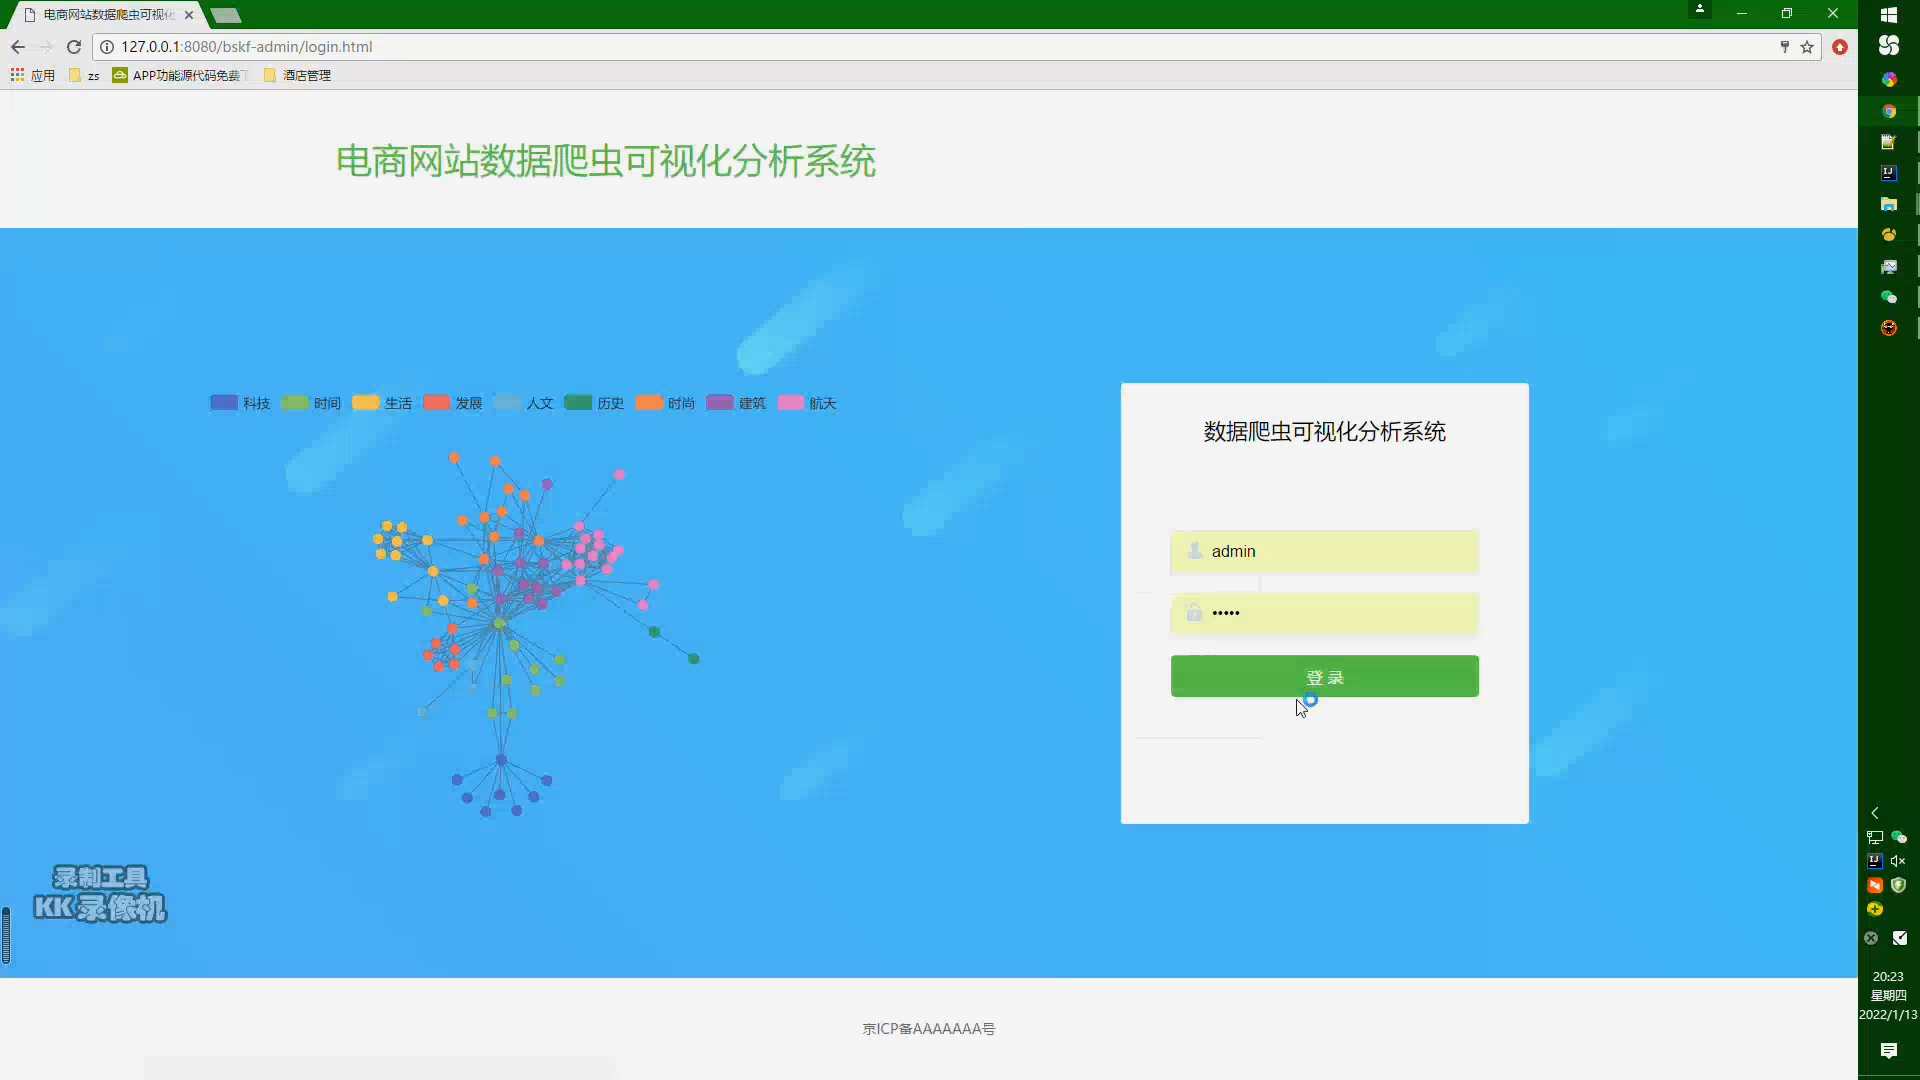 电商网站数据爬虫可视化
127.0.0.1:8080/bskf-admin/login.html
应用
zs
APP功能源代码免费下
酒店管理
电商网站数据爬虫可视化分析系统
科技 时间 生活 发展 人文 历史 时尚 建筑 航天
数据爬虫可视化分析系统
admin
•••••
登 录
录制工具
KK 录像机
京ICP备AAAAAAA号
20:23
星期四
2022/1/13